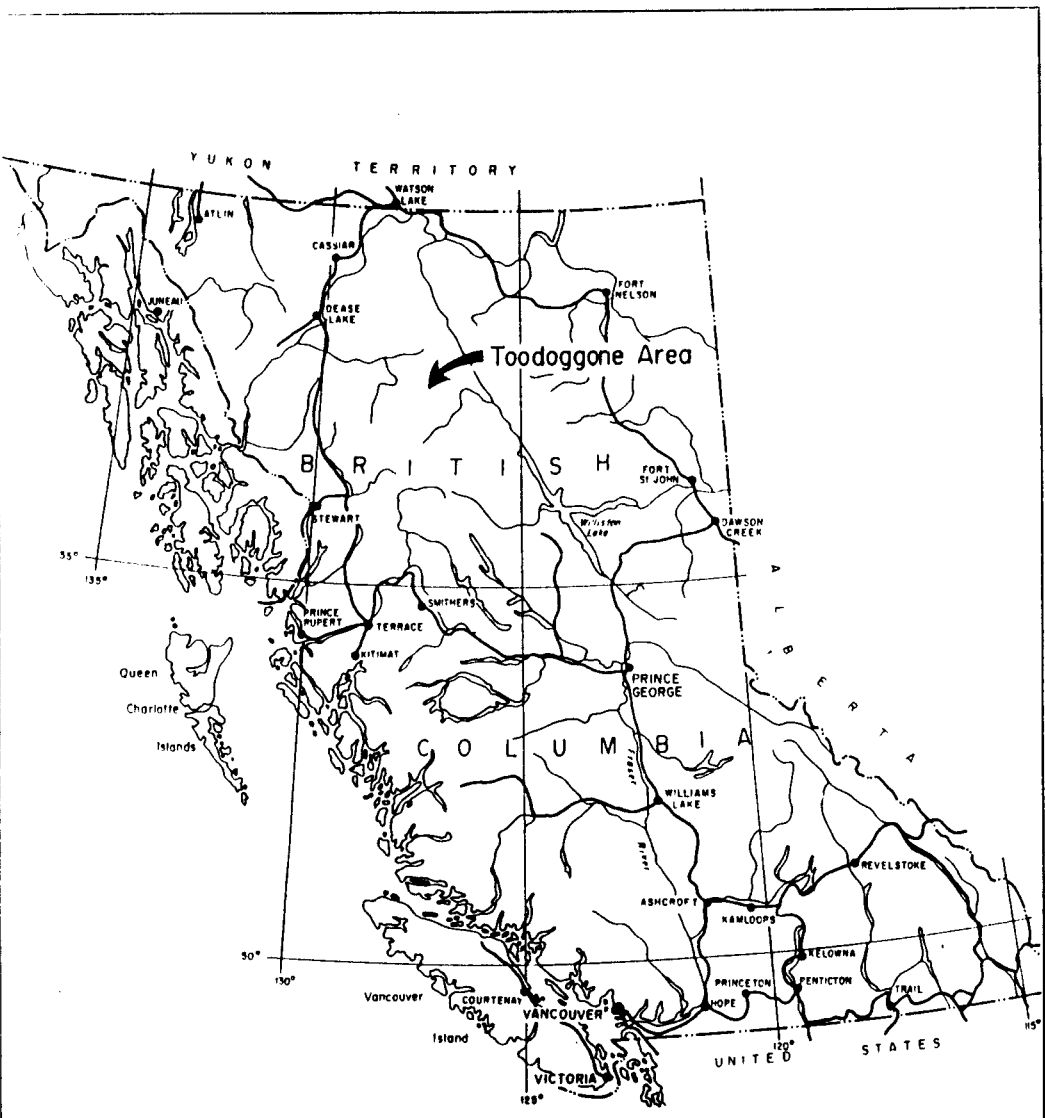 YUKON TERRITORY
WATSON
LAKE
ATLIN
CASSIAR
FORT
NELSON
JUNEAU
DEASE
LAKE
Toodoggone Area
BRITISH
FORT
ST JOHN
STEWART
Williston
Lake
DAWSON
CREEK
55°
135°
ALBERTA
SMITHERS
PRINCE
RUPERT
TERRACE
KITIMAT
Queen
Charlotte
Islands
PRINCE
GEORGE
COLUMBIA
Fraser
River
WILLIAMS
LAKE
REVELSTOKE
ASHCROFT
KAMLOOPS
50°
130°
KELOWNA
Vancouver
Island
COURTENAY
VANCOUVER
PRINCETON
PENTICTON
TRAIL
HOPE
115°
120°
UNITED STATES
VICTORIA
125°